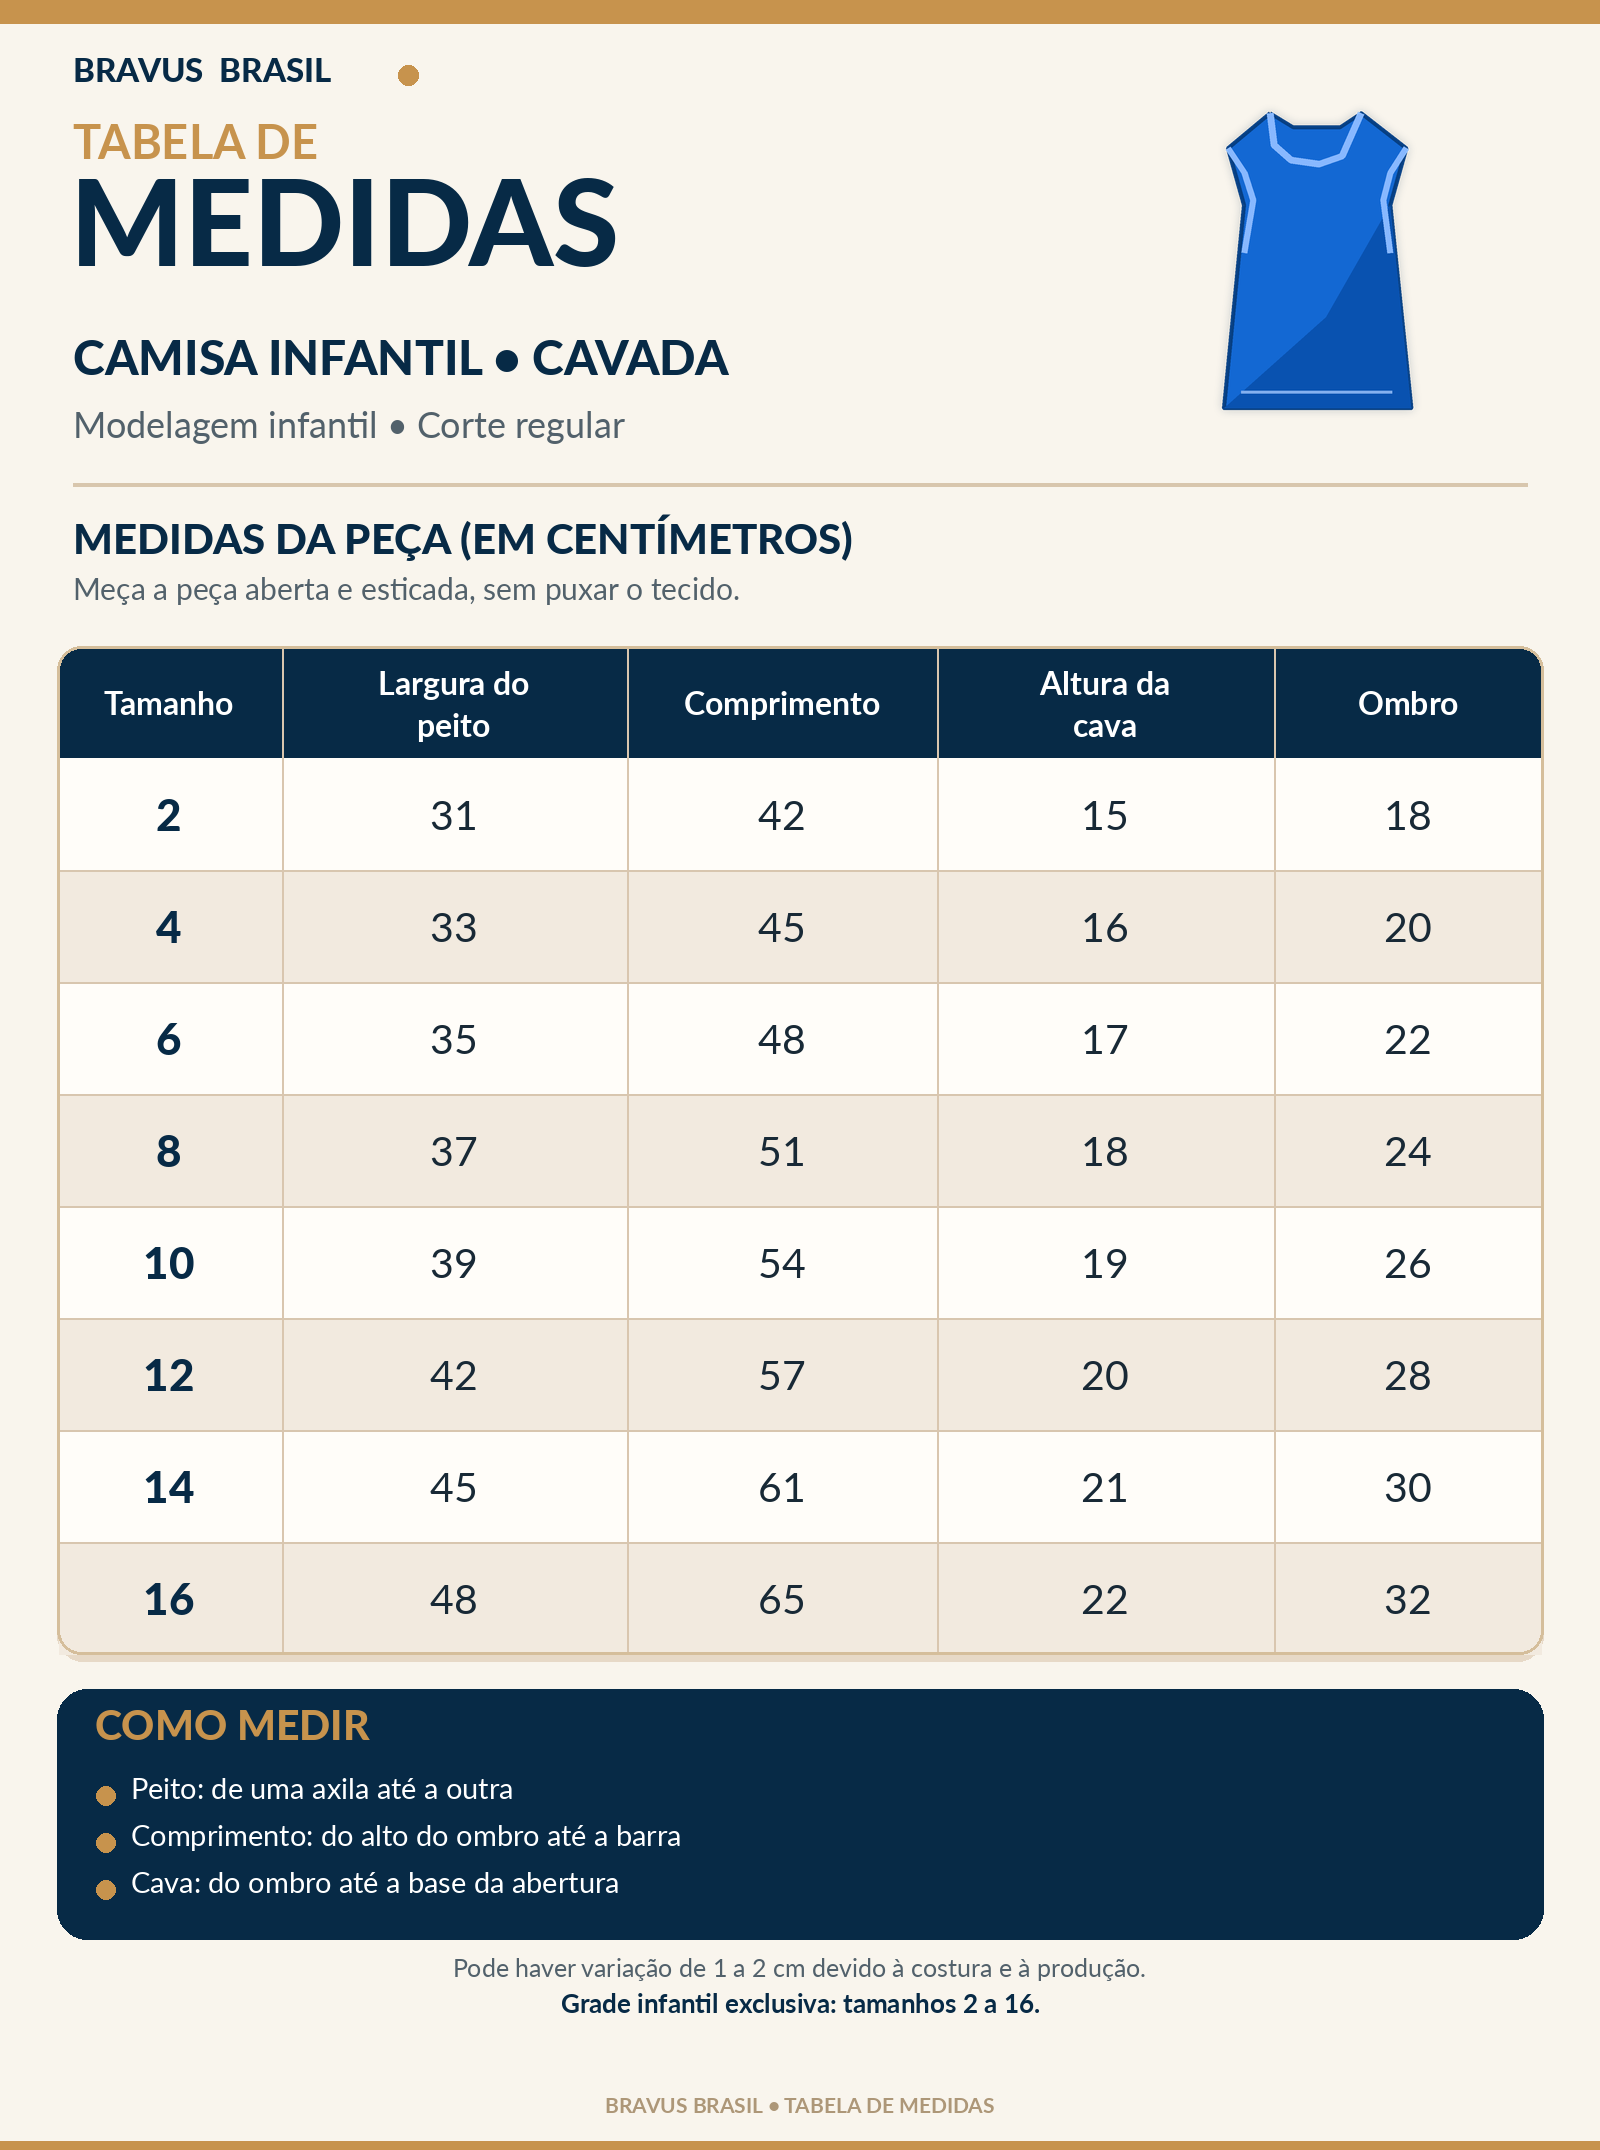 BRAVUS BRASIL
TABELA DE
MEDIDAS
CAMISA INFANTIL • CAVADA
Modelagem infantil • Corte regular
MEDIDAS DA PEÇA (EM CENTÍMETROS)
Meça a peça aberta e esticada, sem puxar o tecido.
Tamanho Largura do peito Comprimento Altura da cava Ombro
2 31 42 15 18
4 33 45 16 20
6 35 48 17 22
8 37 51 18 24
10 39 54 19 26
12 42 57 20 28
14 45 61 21 30
16 48 65 22 32
COMO MEDIR
Peito: de uma axila até a outra
Comprimento: do alto do ombro até a barra
Cava: do ombro até a base da abertura
Pode haver variação de 1 a 2 cm devido à costura e à produção.
Grade infantil exclusiva: tamanhos 2 a 16.
BRAVUS BRASIL • TABELA DE MEDIDAS